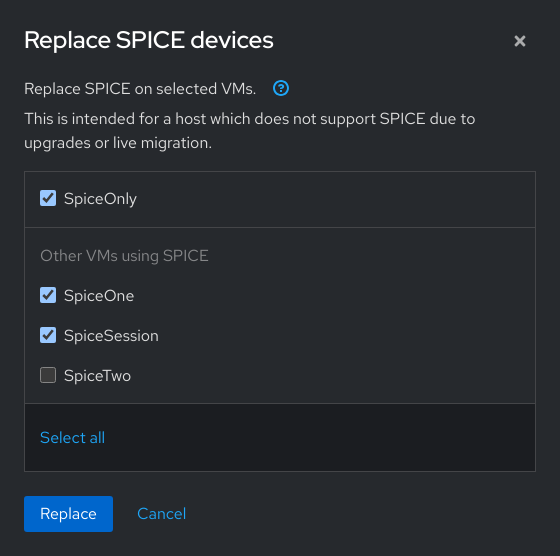 Replace SPICE devices
Replace SPICE on selected VMs.
This is intended for a host which does not support SPICE due to
upgrades or live migration.
SpiceOnly
Other VMs using SPICE
SpiceOne
SpiceSession
SpiceTwo
Select all
Replace Cancel